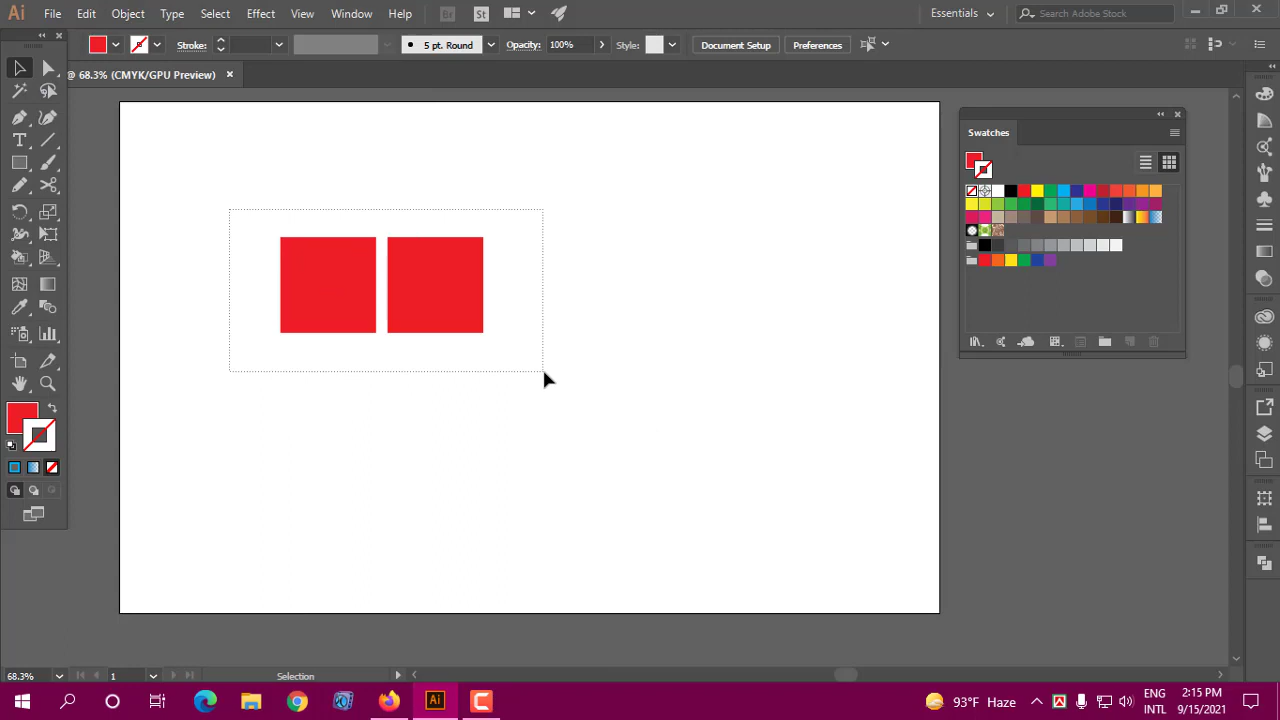 Ai File Edit Object Type Select Effect View Window Help Br St Essentials Search Adobe Stock
Stroke: 5 pt. Round Opacity: 100% Style: Document Setup Preferences
@ 68.3% (CMYK/GPU Preview)
Swatches
68.3% 1 Selection
Ai 93°F Haze ENG INTL 2:15 PM 9/15/2021